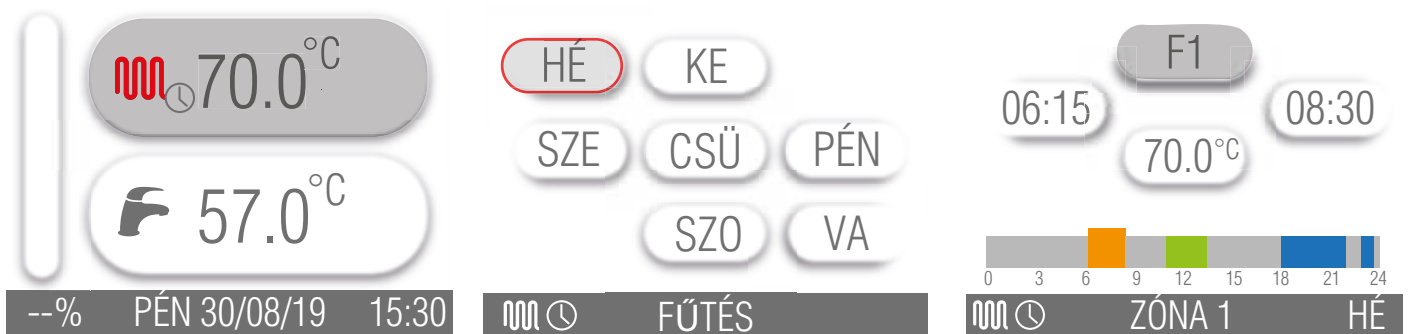 70.0°C
57.0°C
--% PÉN 30/08/19 15:30
HÉ KE
SZE CSÜ PÉN
SZO VA
FŰTÉS
F1
06:15 08:30
70.0°C
0 3 6 9 12 15 18 21 24
ZÓNA 1 HÉ